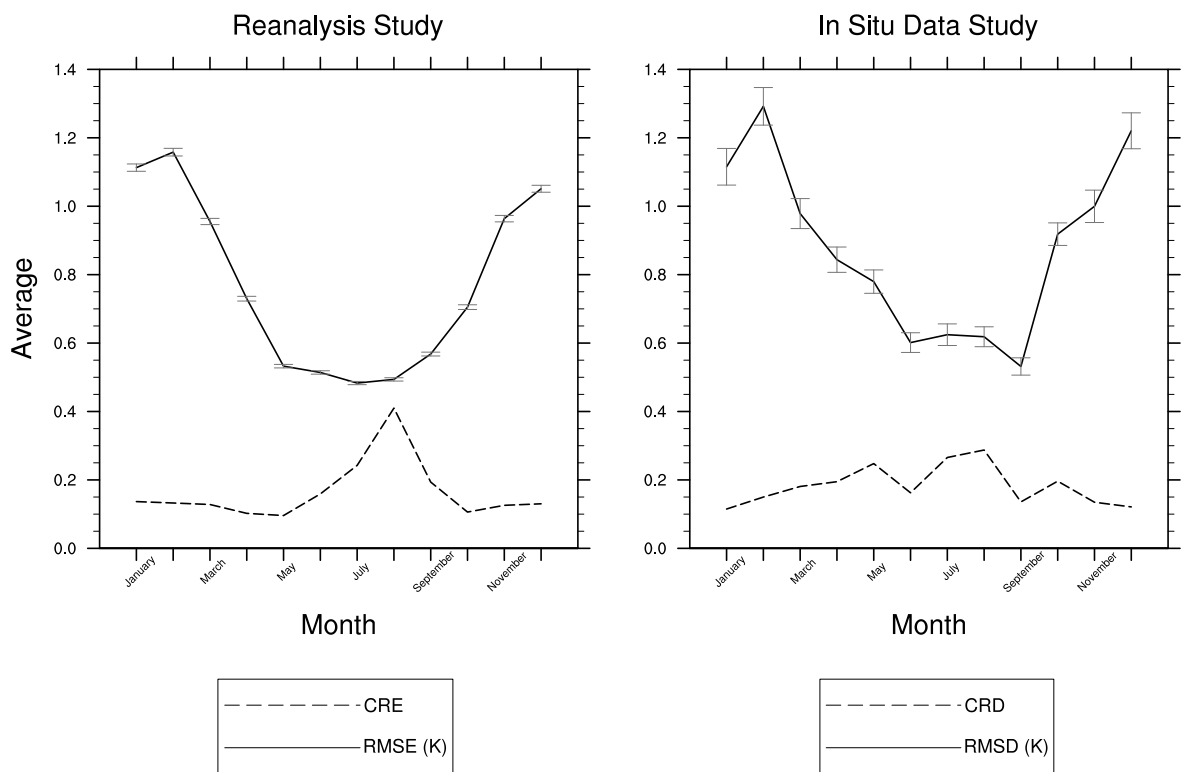 Reanalysis Study
In Situ Data Study
Average
1.4
1.2
1.0
0.8
0.6
0.4
0.2
0.0
January
March
May
July
September
November
Month
1.4
1.2
1.0
0.8
0.6
0.4
0.2
0.0
January
March
May
July
September
November
Month
CRE
RMSE (K)
CRD
RMSD (K)